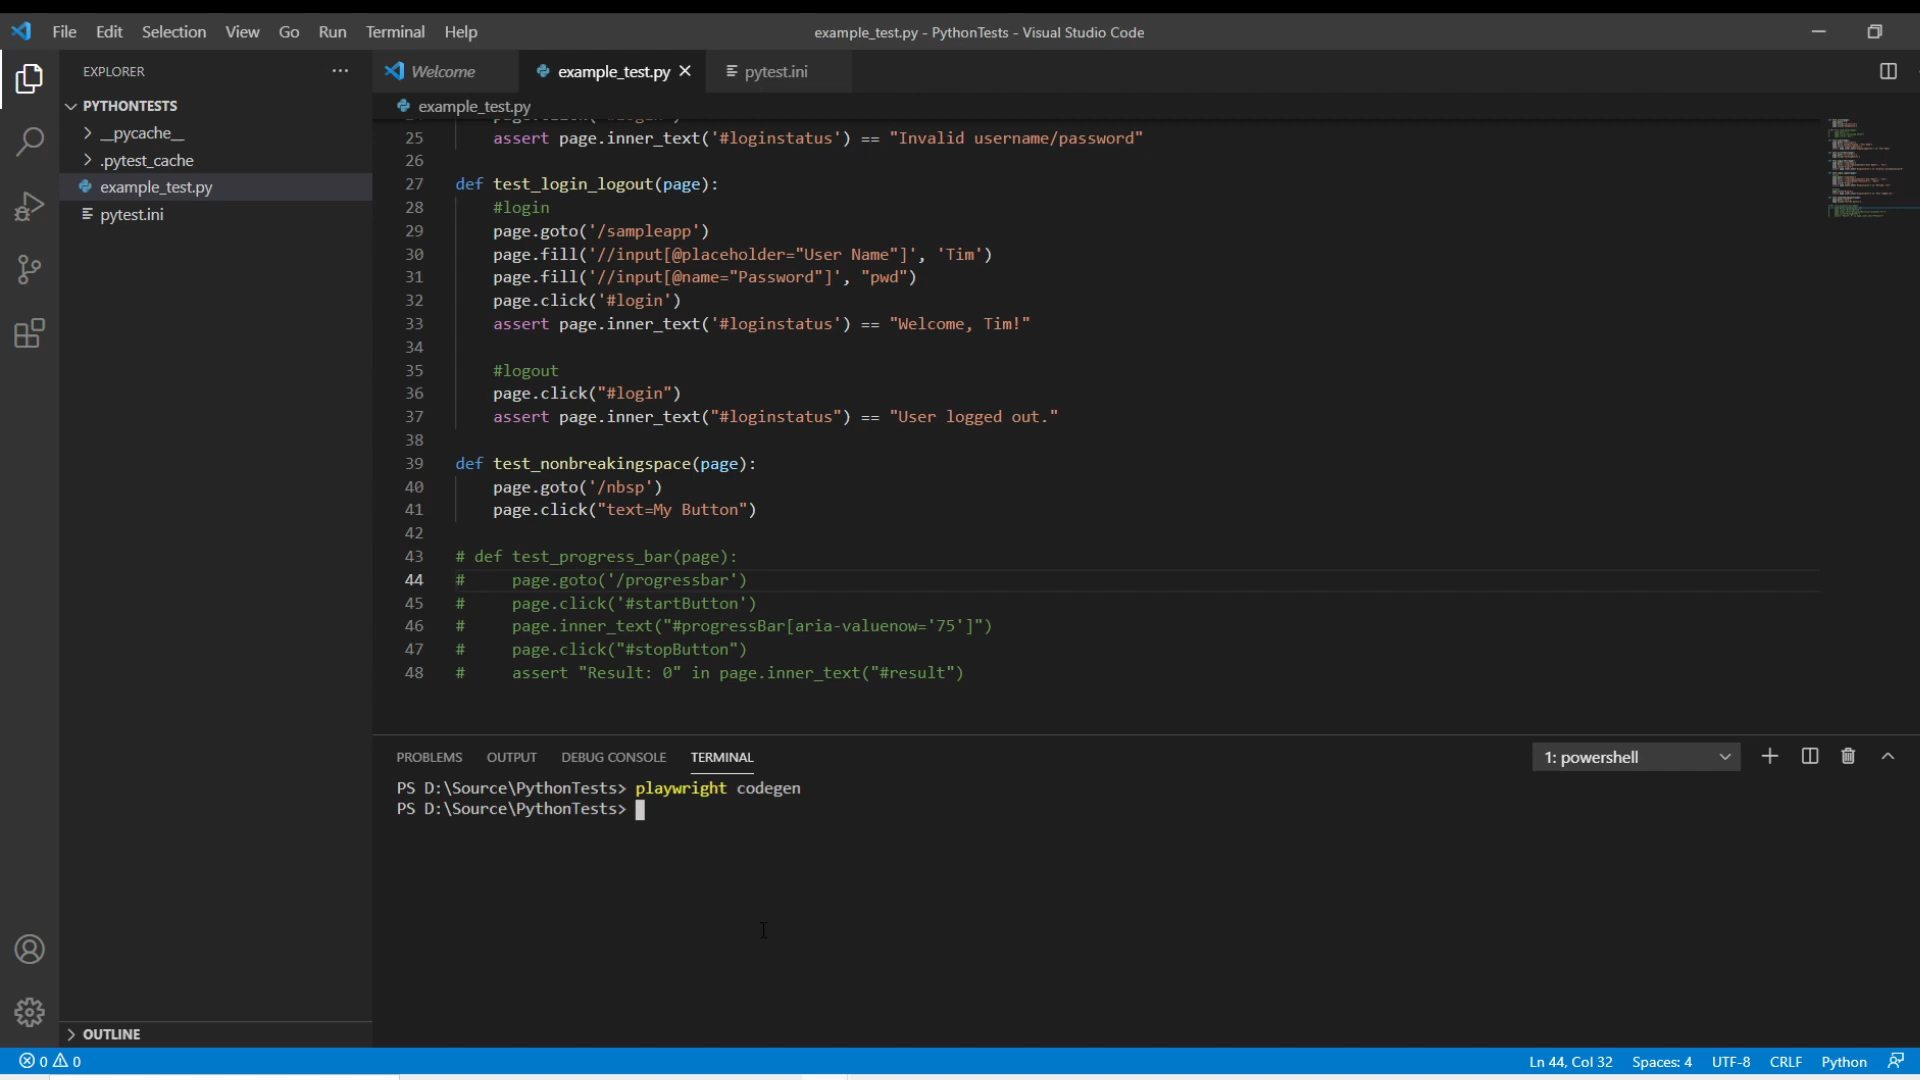 File Edit Selection View Go Run Terminal Help
example_test.py - PythonTests - Visual Studio Code
EXPLORER
PYTHONTESTS
__pycache__
.pytest_cache
example_test.py
pytest.ini
OUTLINE
Welcome
example_test.py
pytest.ini
example_test.py
25 assert page.inner_text('#loginstatus') == "Invalid username/password"
26
27 def test_login_logout(page):
28 #login
29 page.goto('/sampleapp')
30 page.fill('//input[@placeholder="User Name"]', 'Tim')
31 page.fill('//input[@name="Password"]', "pwd")
32 page.click('#login')
33 assert page.inner_text('#loginstatus') == "Welcome, Tim!"
34
35 #logout
36 page.click("#login")
37 assert page.inner_text("#loginstatus") == "User logged out."
38
39 def test_nonbreakingspace(page):
40 page.goto('/nbsp')
41 page.click("text=My Button")
42
43 # def test_progress_bar(page):
44 # page.goto('/progressbar')
45 # page.click('#startButton')
46 # page.inner_text("#progressBar[aria-valuenow='75']")
47 # page.click("#stopButton")
48 # assert "Result: 0" in page.inner_text("#result")
PROBLEMS OUTPUT DEBUG CONSOLE TERMINAL
1: powershell
PS D:\Source\PythonTests> playwright codegen
PS D:\Source\PythonTests>
0 0
Ln 44, Col 32 Spaces: 4 UTF-8 CRLF Python